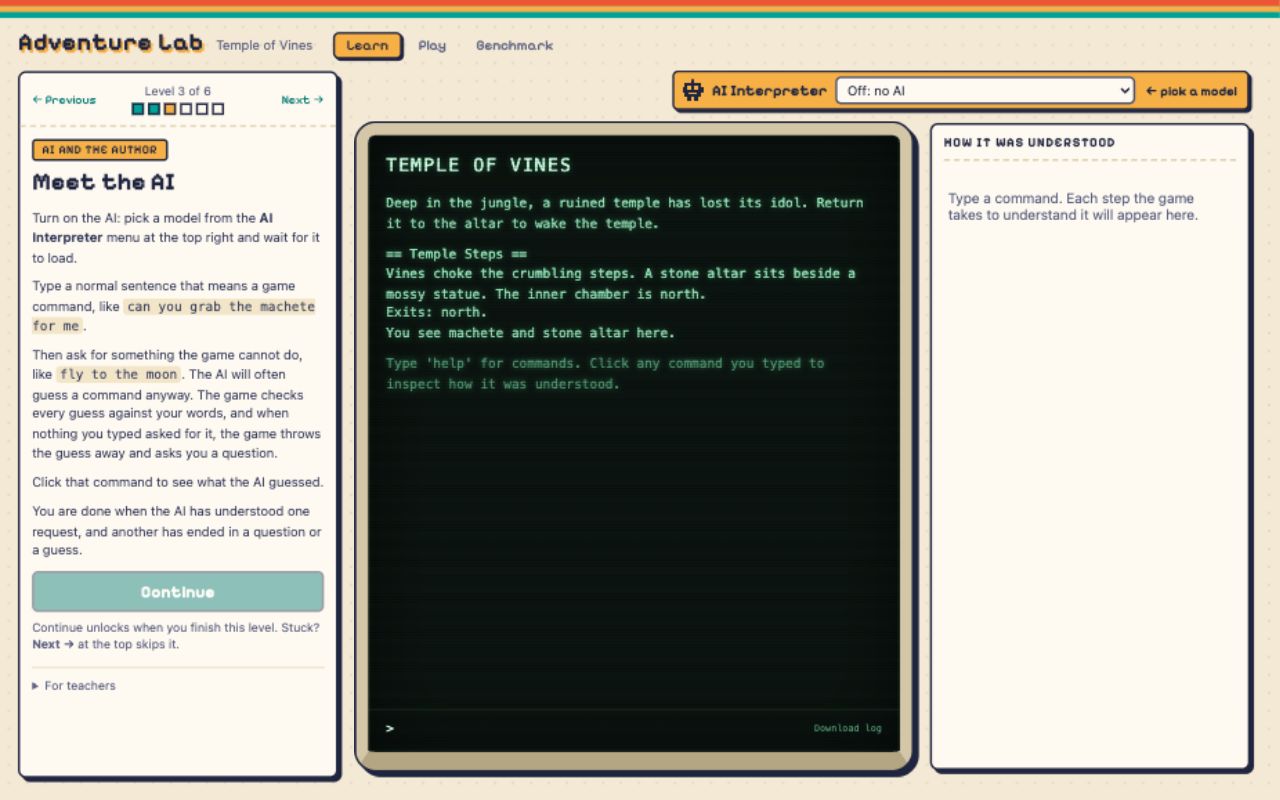 Adventure Lab
Temple of Vines
Learn
Play
Benchmark
← Previous
Level 3 of 6
Next →
AI AND THE AUTHOR
Meet the AI
Turn on the AI: pick a model from the AI
Interpreter menu at the top right and wait for it
to load.
Type a normal sentence that means a game
command, like can you grab the machete
for me.
Then ask for something the game cannot do,
like fly to the moon. The AI will often
guess a command anyway. The game checks
every guess against your words, and when
nothing you typed asked for it, the game throws
the guess away and asks you a question.
Click that command to see what the AI guessed.
You are done when the AI has understood one
request, and another has ended in a question or
a guess.
Continue
Continue unlocks when you finish this level. Stuck?
Next → at the top skips it.
▶ For teachers
AI Interpreter
Off: no AI
← pick a model
TEMPLE OF VINES
Deep in the jungle, a ruined temple has lost its idol. Return
it to the altar to wake the temple.
== Temple Steps ==
Vines choke the crumbling steps. A stone altar sits beside a
mossy statue. The inner chamber is north.
Exits: north.
You see machete and stone altar here.
Type 'help' for commands. Click any command you typed to
inspect how it was understood.
>
Download log
HOW IT WAS UNDERSTOOD
Type a command. Each step the game
takes to understand it will appear here.